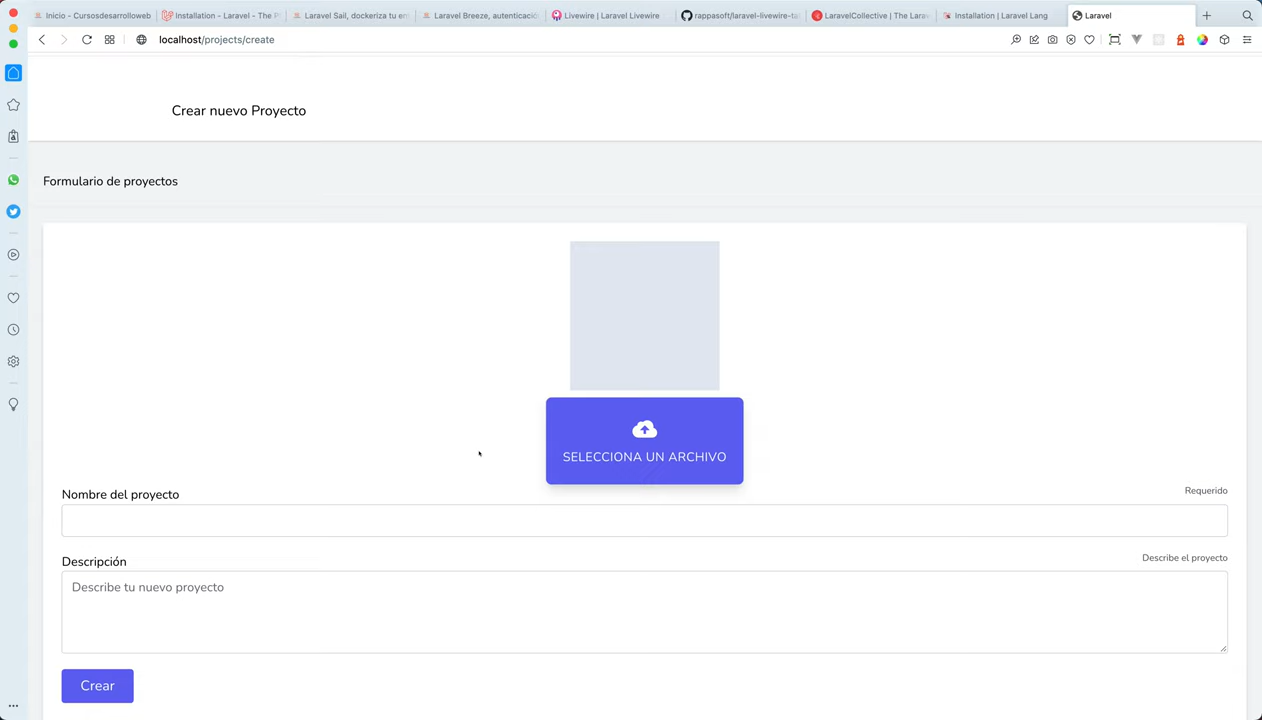 Inicio - Cursosdesarrolloweb
Installation - Laravel - The P
Laravel Sail, dockeriza tu en
Laravel Breeze, autenticació
Livewire | Laravel Livewire
rappasoft/laravel-livewire-ta
LaravelCollective | The Larav
Installation | Laravel Lang
Laravel
localhost/projects/create
Crear nuevo Proyecto
Formulario de proyectos
SELECCIONA UN ARCHIVO
Nombre del proyecto
Requerido
Descripción
Describe el proyecto
Describe tu nuevo proyecto
Crear